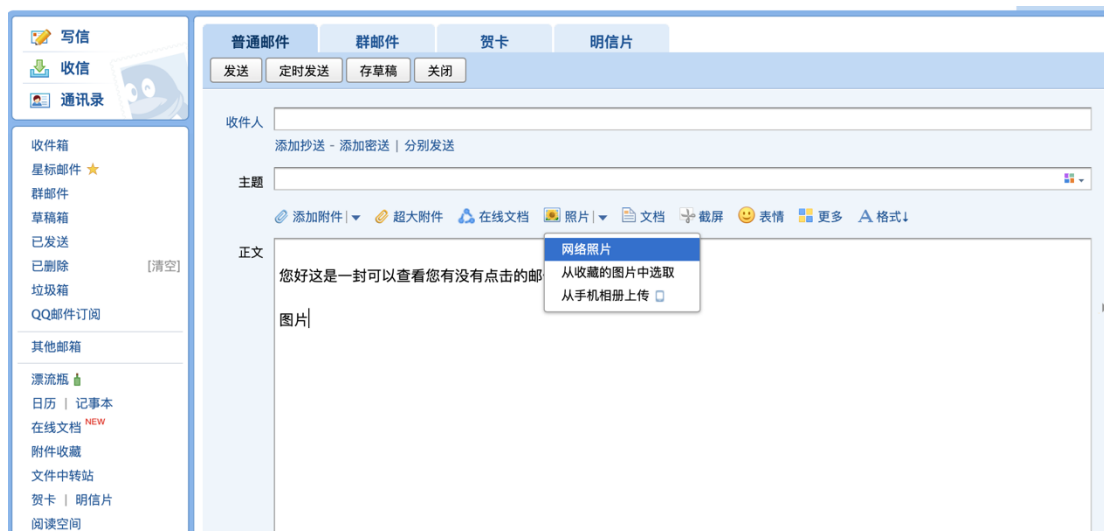 写信
收信
通讯录
收件箱
星标邮件
群邮件
草稿箱
已发送
已删除 [清空]
垃圾箱
QQ邮件订阅
其他邮箱
漂流瓶
日历 | 记事本
在线文档 NEW
附件收藏
文件中转站
贺卡 | 明信片
阅读空间
普通邮件 群邮件 贺卡 明信片
发送 定时发送 存草稿 关闭
收件人
添加抄送 - 添加密送 | 分别发送
主题
添加附件 | 超大附件 在线文档 照片 | 文档 截屏 表情 更多 格式↓
网络照片
从收藏的图片中选取
从手机相册上传
正文
您好这是一封可以查看您有没有点击的邮
图片